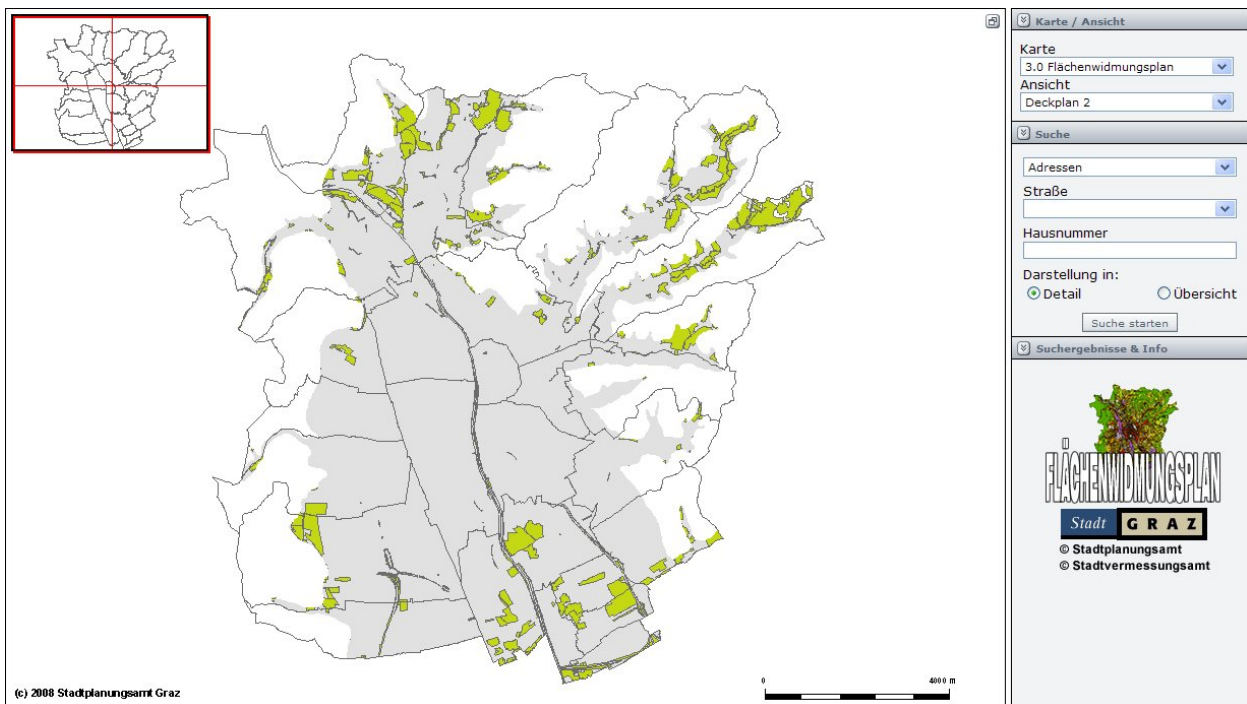 (c) 2008 Stadtplanungsamt Graz
0 4000 m
Karte / Ansicht
Karte
3.0 Flächenwidmungsplan
Ansicht
Deckplan 2
Suche
Adressen
Straße
Hausnummer
Darstellung in:
Detail Übersicht
Suche starten
Suchergebnisse & Info
FLÄCHENWIDMUNGSPLAN
Stadt GRAZ
© Stadtplanungsamt
© Stadtvermessungsamt